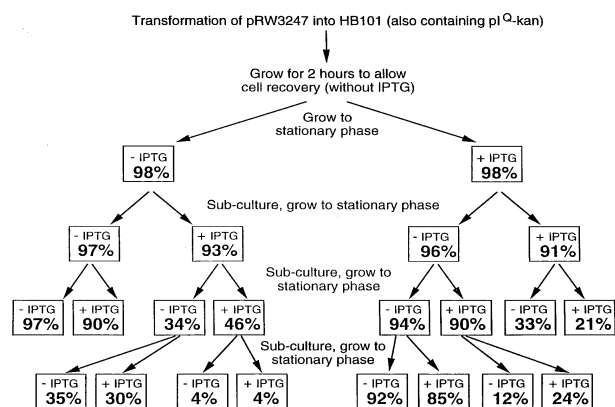 Transformation of pRW3247 into HB101 (also containing pIQ-kan)
Grow for 2 hours to allow
cell recovery (without IPTG)
Grow to
stationary phase
- IPTG
98%
+ IPTG
98%
Sub-culture, grow to stationary phase
- IPTG
97%
+ IPTG
93%
- IPTG
96%
+ IPTG
91%
Sub-culture, grow to
stationary phase
- IPTG
97%
+ IPTG
90%
- IPTG
34%
+ IPTG
46%
- IPTG
94%
+ IPTG
90%
- IPTG
33%
+ IPTG
21%
Sub-culture, grow to
stationary phase
- IPTG
35%
+ IPTG
30%
- IPTG
4%
+ IPTG
4%
- IPTG
92%
+ IPTG
85%
- IPTG
12%
+ IPTG
24%